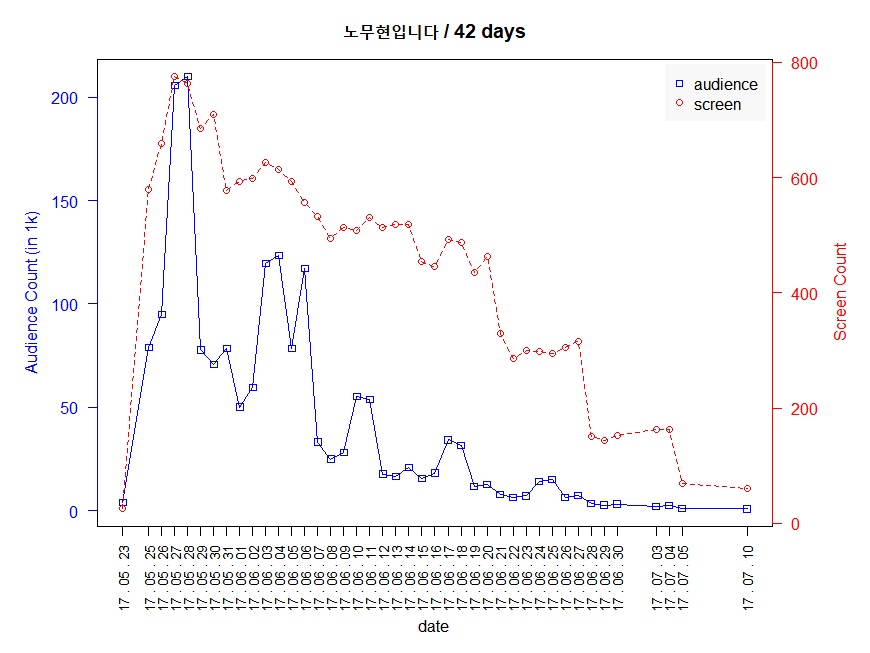 노무현입니다 / 42 days
audience
screen
Audience Count (in 1k)
200
150
100
50
0
Screen Count
800
600
400
200
0
17 . 05 . 23
17 . 05 . 25
17 . 05 . 26
17 . 05 . 27
17 . 05 . 28
17 . 05 . 29
17 . 05 . 30
17 . 05 . 31
17 . 06 . 01
17 . 06 . 02
17 . 06 . 03
17 . 06 . 04
17 . 06 . 05
17 . 06 . 06
17 . 06 . 07
17 . 06 . 08
17 . 06 . 09
17 . 06 . 10
17 . 06 . 11
17 . 06 . 12
17 . 06 . 13
17 . 06 . 14
17 . 06 . 15
17 . 06 . 16
17 . 06 . 17
17 . 06 . 18
17 . 06 . 19
17 . 06 . 20
17 . 06 . 21
17 . 06 . 22
17 . 06 . 23
17 . 06 . 24
17 . 06 . 25
17 . 06 . 26
17 . 06 . 27
17 . 06 . 28
17 . 06 . 29
17 . 06 . 30
17 . 07 . 03
17 . 07 . 04
17 . 07 . 05
17 . 07 . 10
date